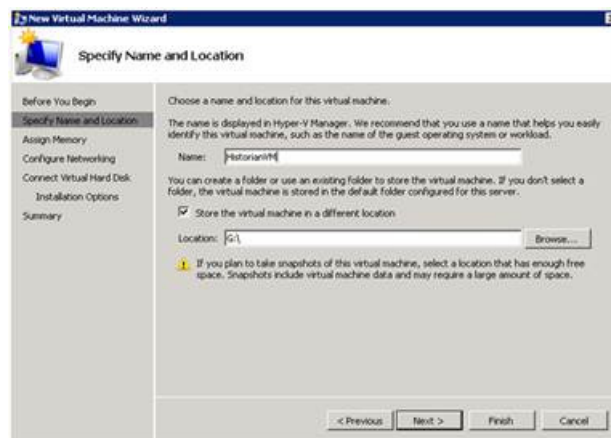 New Virtual Machine Wizard
Specify Name and Location
Before You Begin
Specify Name and Location
Assign Memory
Configure Networking
Connect Virtual Hard Disk
Installation Options
Summary
Choose a name and location for this virtual machine.
The name is displayed in Hyper-V Manager. We recommend that you use a name that helps you easily
identify this virtual machine, such as the name of the guest operating system or workload.
Name: HistorianVM
You can create a folder or use an existing folder to store the virtual machine. If you don't select a
folder, the virtual machine is stored in the default folder configured for this server.
Store the virtual machine in a different location
Location: G:\ Browse...
If you plan to take snapshots of this virtual machine, select a location that has enough free
space. Snapshots include virtual machine data and may require a large amount of space.
< Previous Next > Finish Cancel